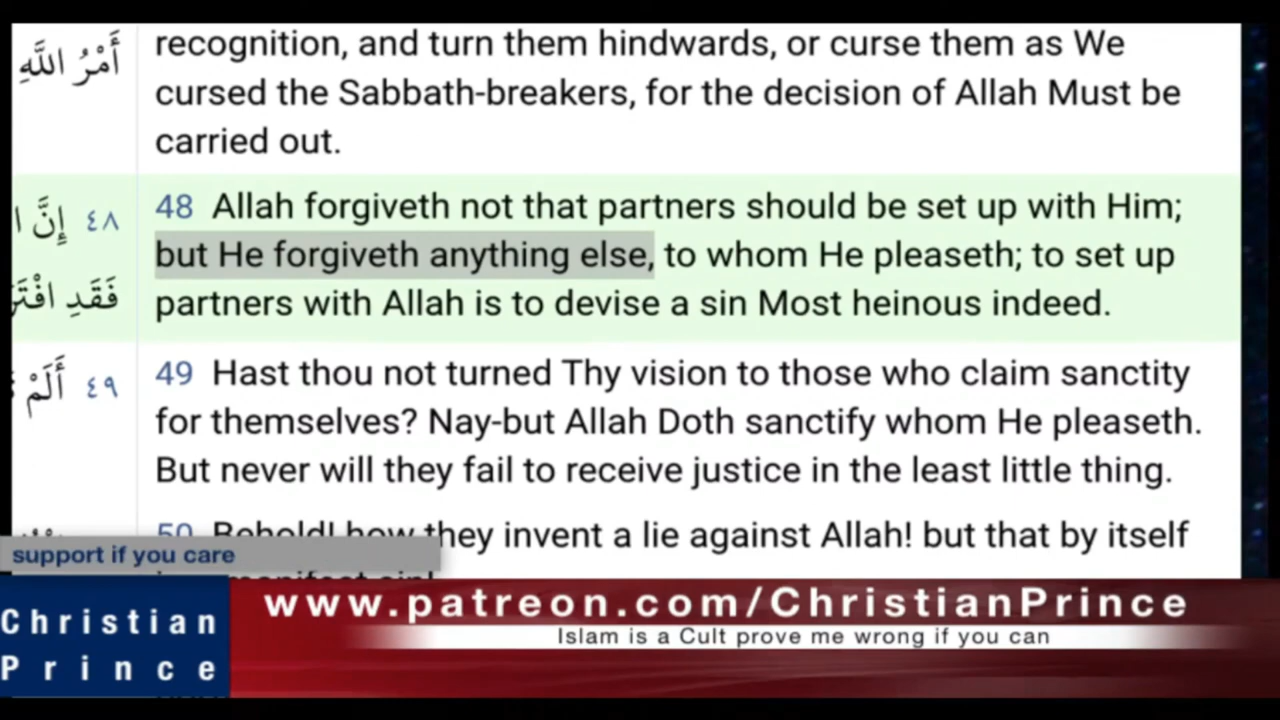 recognition, and turn them hindwards, or curse them as We
أَمْرُ اللَّهِ
cursed the Sabbath-breakers, for the decision of Allah Must be
carried out.
48 Allah forgiveth not that partners should be set up with Him;
٤٨ إِنَّ
but He forgiveth anything else, to whom He pleaseth; to set up
partners with Allah is to devise a sin Most heinous indeed.
فَقَدِ
49 Hast thou not turned Thy vision to those who claim sanctity
٤٩ أَلَمْ
for themselves? Nay-but Allah Doth sanctify whom He pleaseth.
But never will they fail to receive justice in the least little thing.
50 Behold! how they invent a lie against Allah! but that by itself
manifest sin!
support if you care
Christian
Prince
www.patreon.com/ChristianPrince
Islam is a Cult prove me wrong if you can